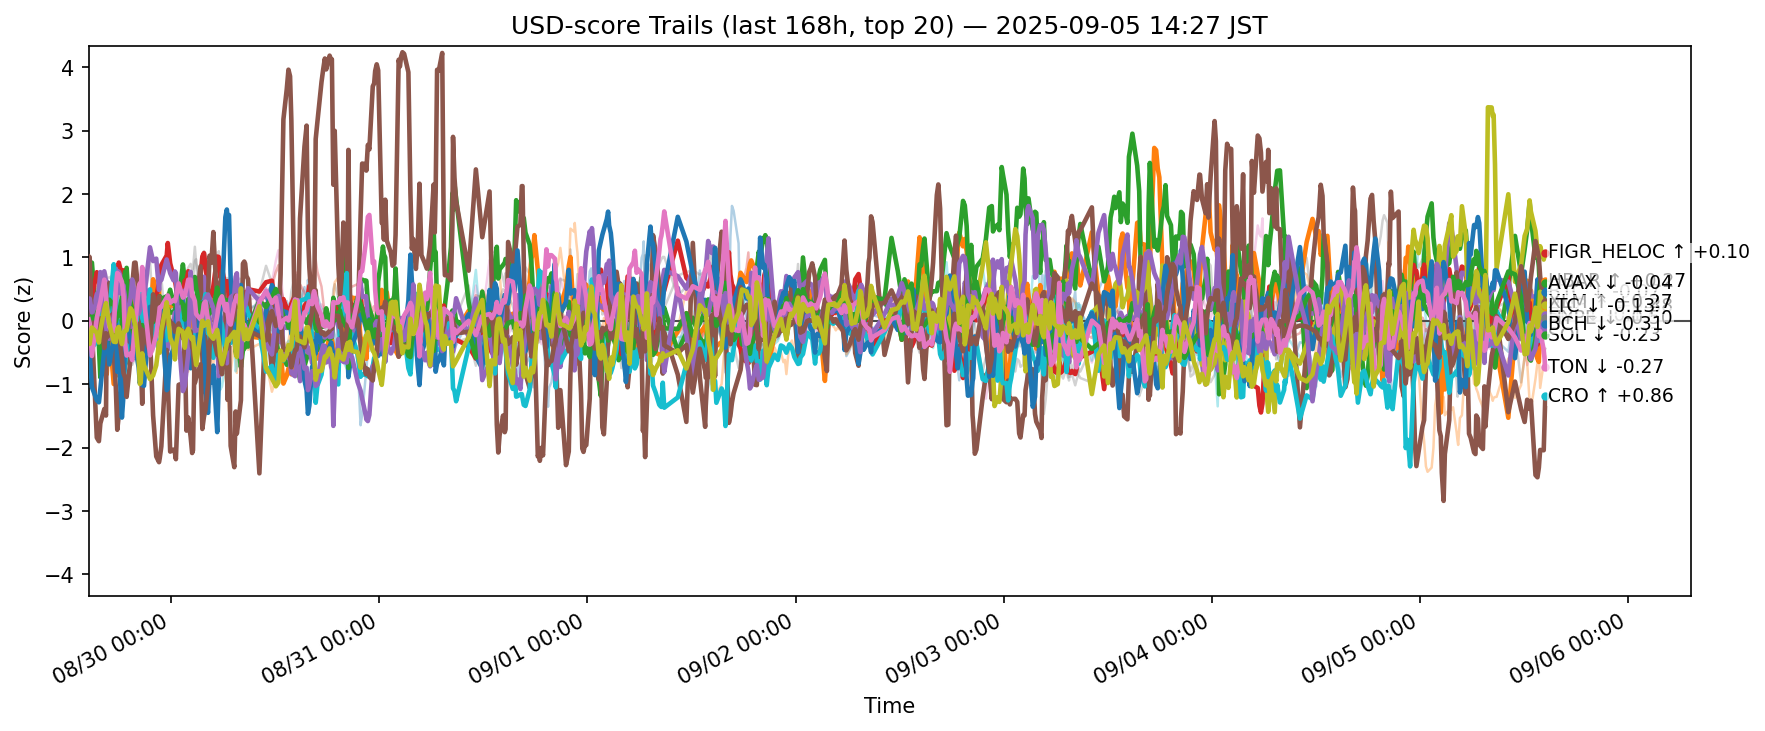 USD-score Trails (last 168h, top 20) — 2025-09-05 14:27 JST
Score (z)
4
3
2
1
0
−1
−2
−3
−4
FIGR_HELOC ↑ +0.10
AVAX ↓ -0.04
LTC ↓ -0.13
BCH ↓ -0.31
SOL ↓ -0.23
TON ↓ -0.27
CRO ↑ +0.86
08/30 00:00
08/31 00:00
09/01 00:00
09/02 00:00
09/03 00:00
09/04 00:00
09/05 00:00
09/06 00:00
Time